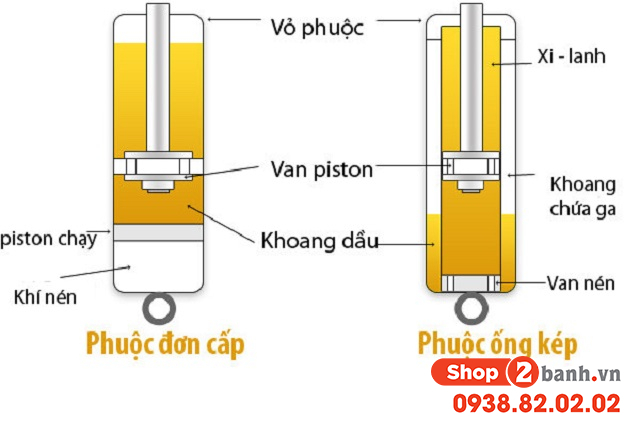 Vỏ phuộc
Xi - lanh
Van piston
Khoang
chứa ga
piston chạy
Khoang dầu
Khí nén
Van nén
Phuộc đơn cấp
Phuộc ống kép
Shop 2 banh.vn
0938.82.02.02